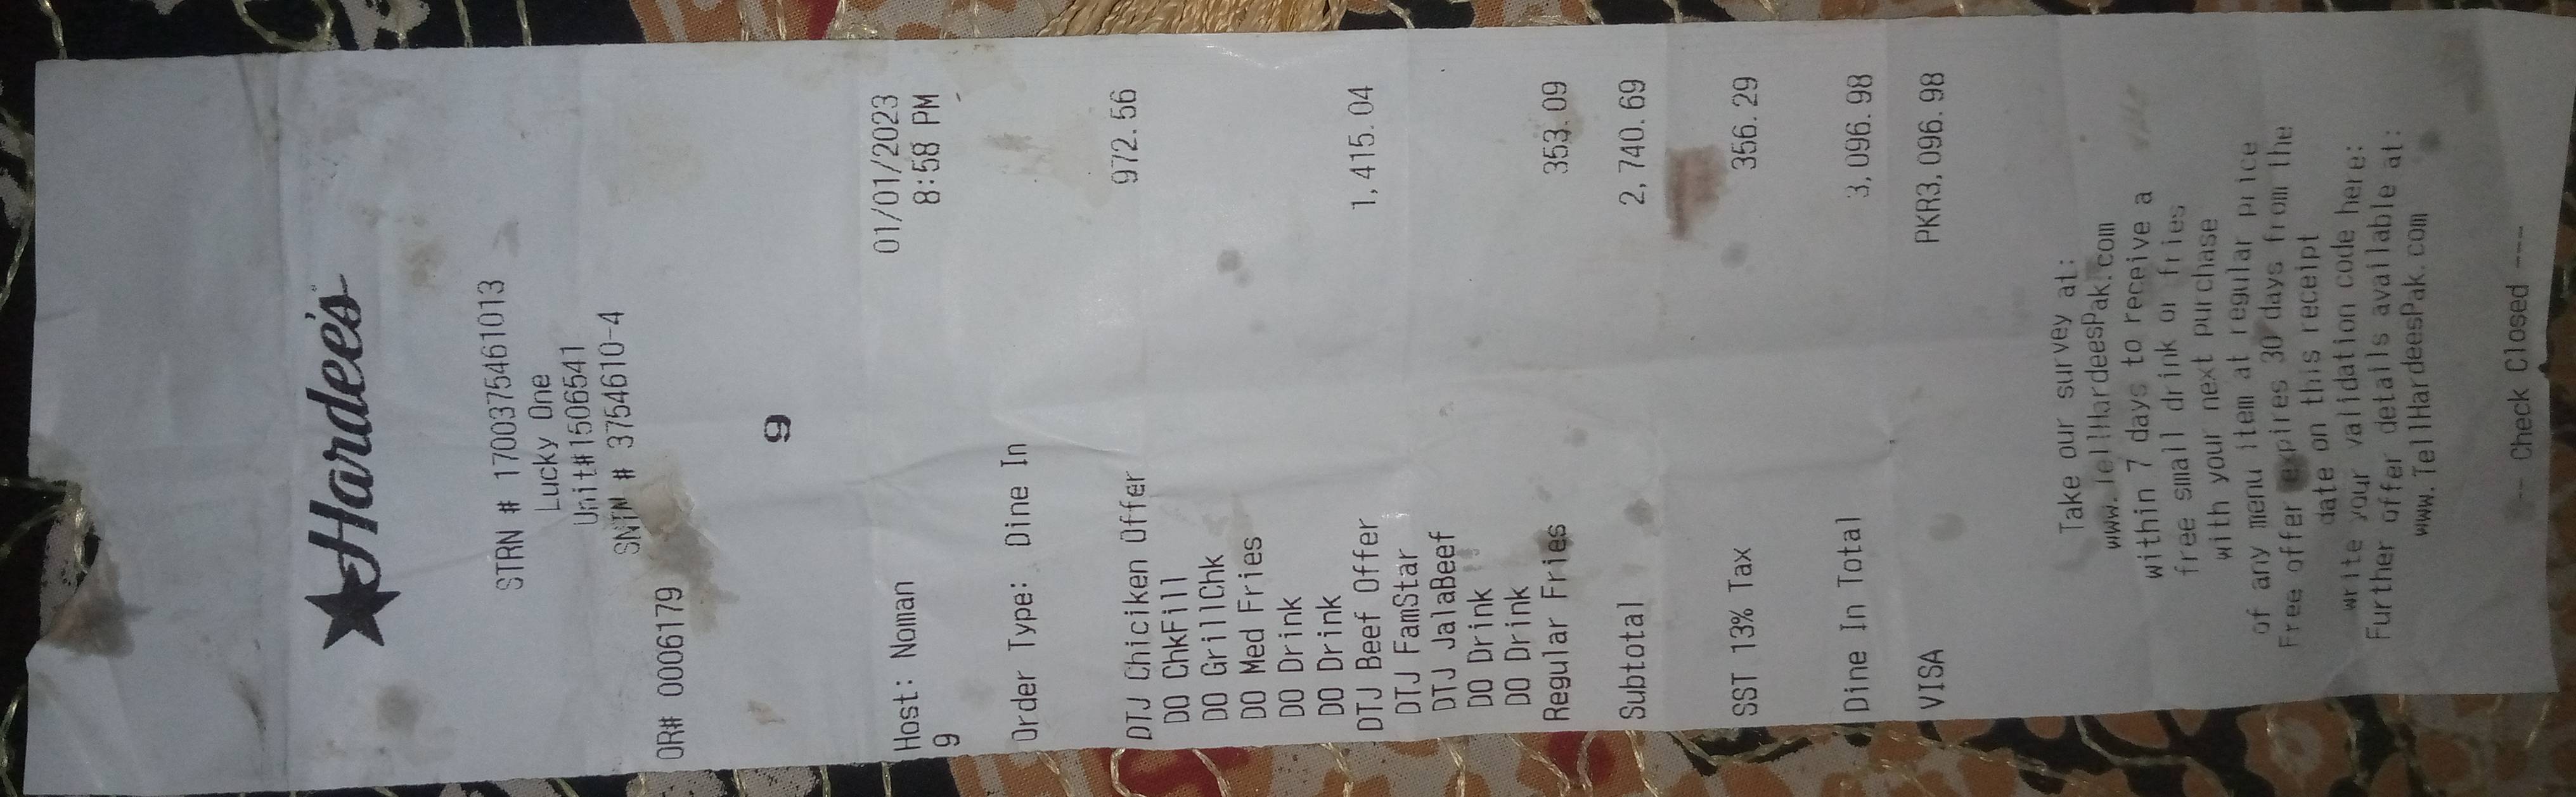 Hardee's
STRN # 1700375461013
Lucky One
Unit#1506541
SNTN # 3754610-4
OR# 0006179
9
Host: Noman 01/01/2023
9 8:58 PM
Order Type: Dine In
DTJ Chiciken Offer 972.56
DO ChkFill
DO GrillChk
DO Med Fries
DO Drink
DO Drink
DTJ Beef Offer 1,415.04
DTJ FamStar
DTJ JalaBeef
DO Drink
DO Drink
Regular Fries 353.09
Subtotal 2,740.69
SST 13% Tax 356.29
Dine In Total 3,096.98
VISA PKR3,096.98
Take our survey at:
www.TellHardeesPak.com
within 7 days to receive a
free small drink or fries
with your next purchase
of any menu item at regular price
Free offer expires 30 days from the
date on this receipt
write your validation code here:
Further offer details available at:
www.TellHardeesPak.com
--- Check Closed ---